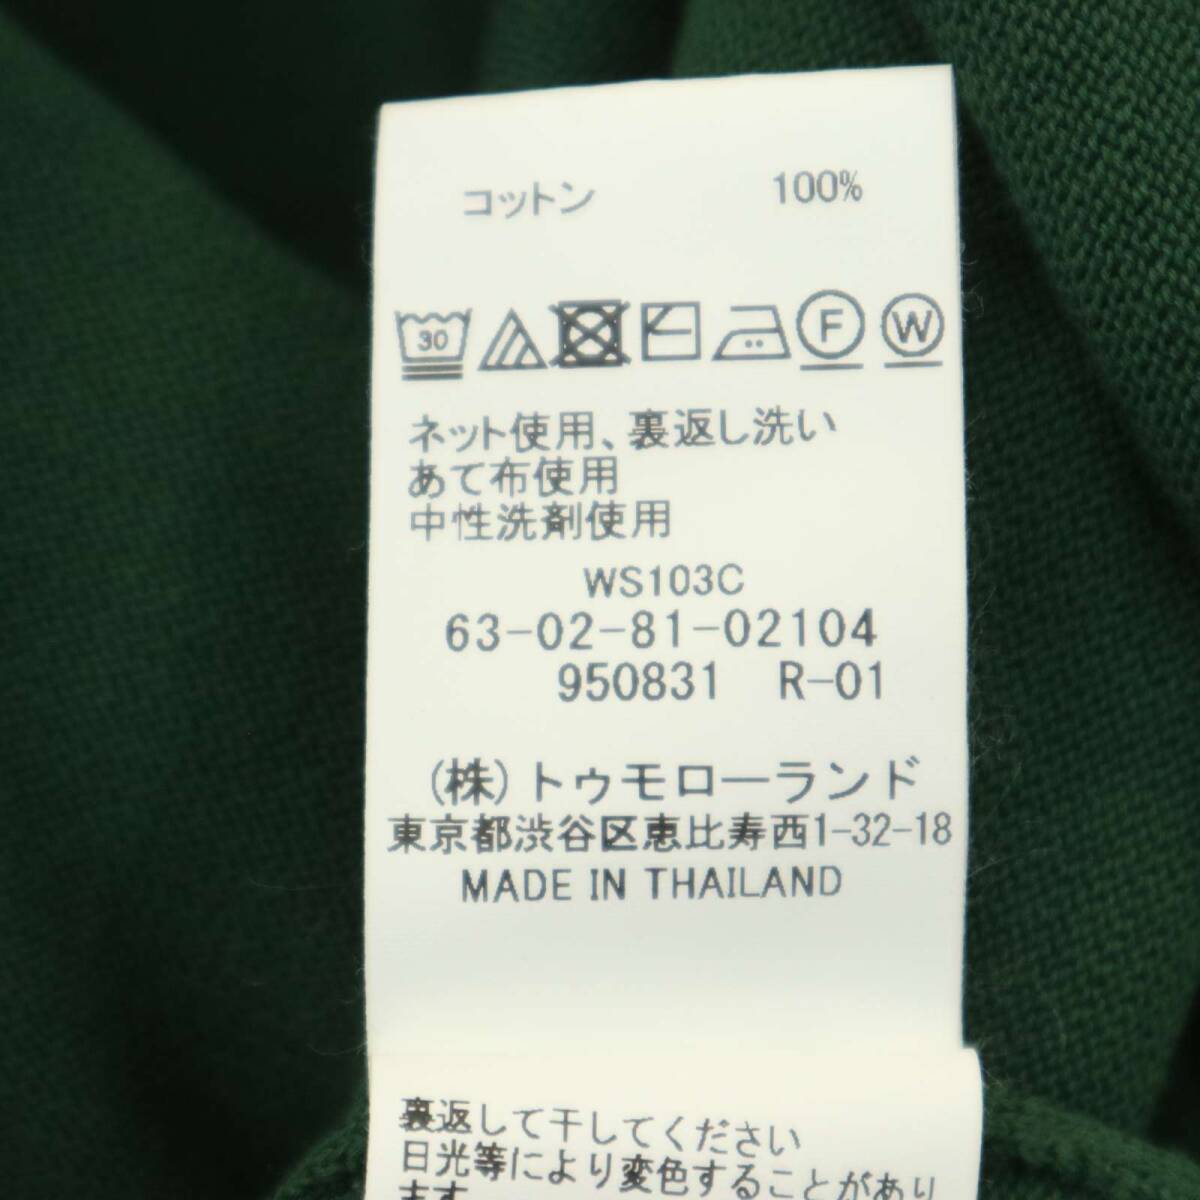 コットン 100%
30 F W
ネット使用、裏返し洗い
あて布使用
中性洗剤使用
WS103C
63-02-81-02104
950831 R-01
(株)トゥモローランド
東京都渋谷区恵比寿西1-32-18
MADE IN THAILAND
裏返して干してください
日光等により変色することがあり
ます